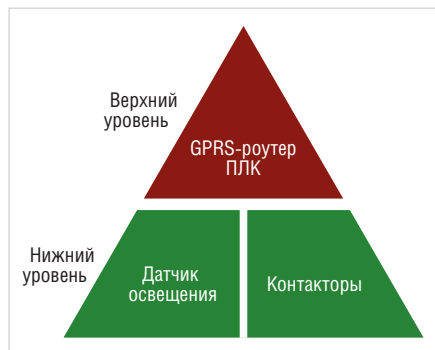 Верхний
уровень
GPRS-роутер
ПЛК
Нижний
уровень
Датчик
освещения
Контакторы